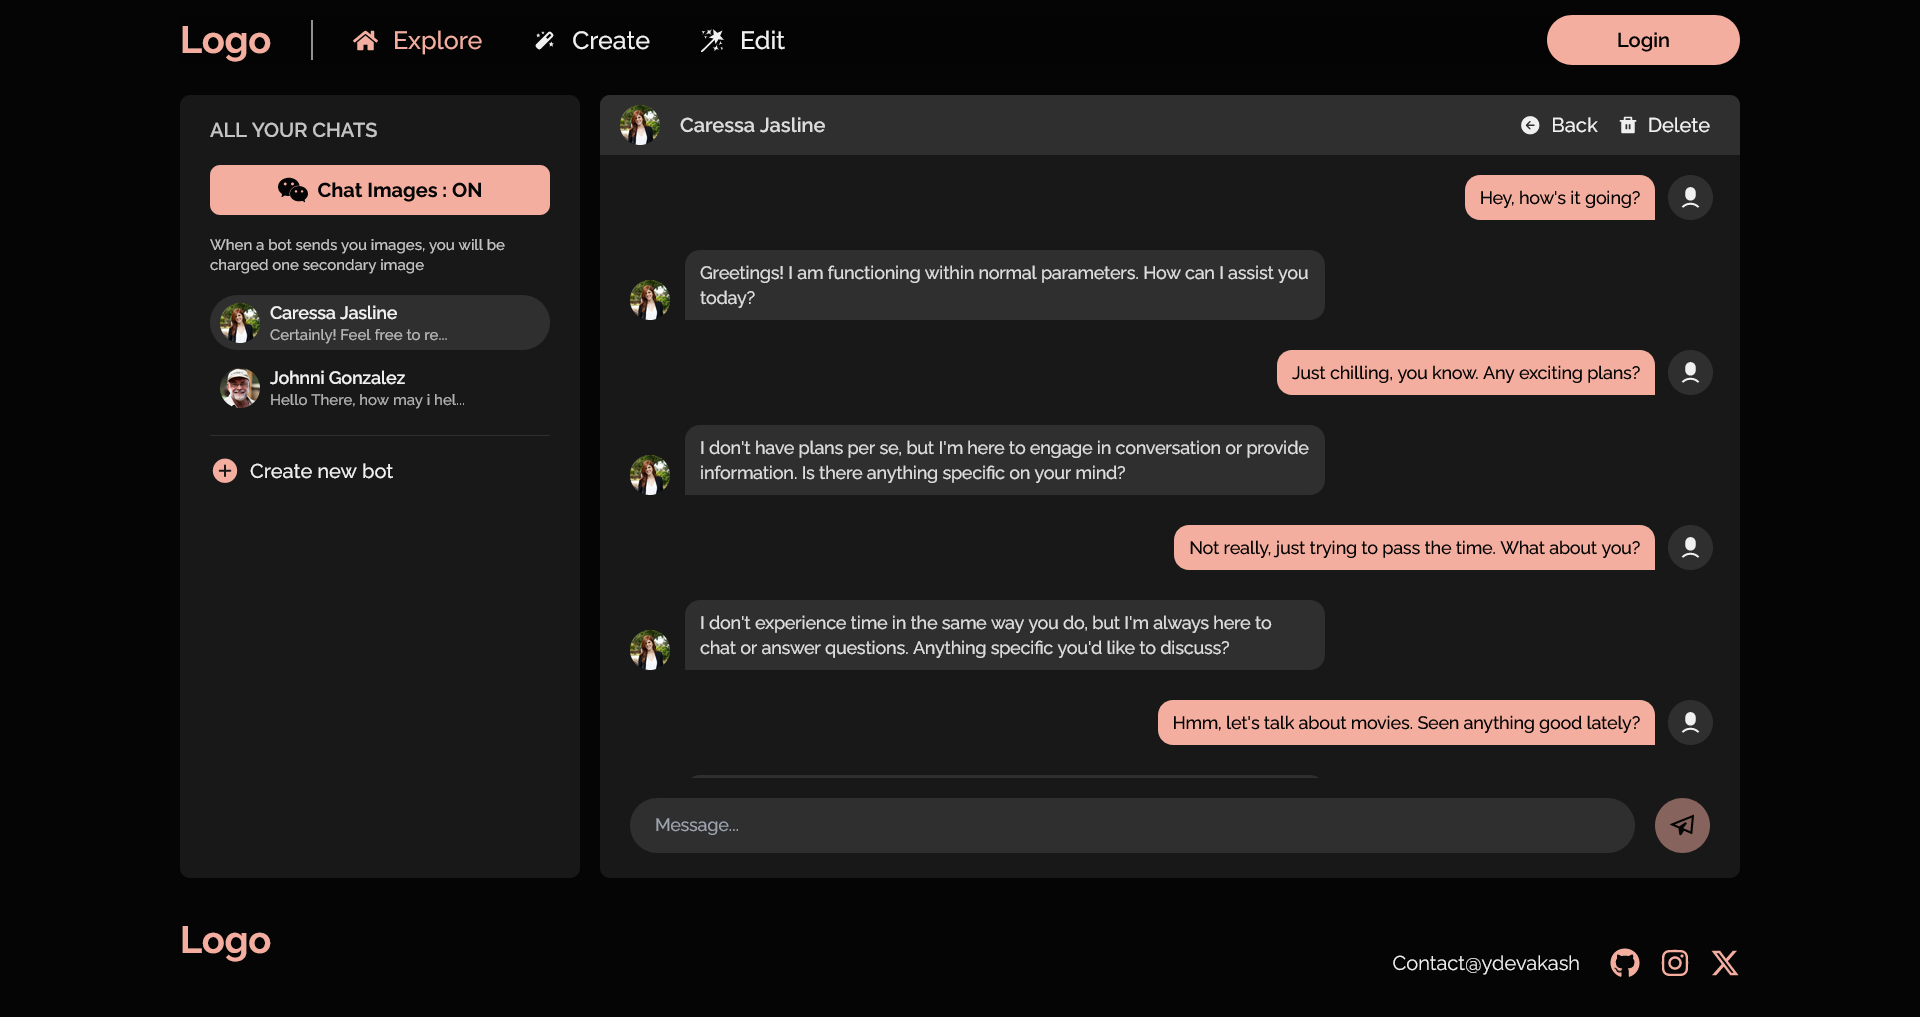 Logo
Explore
Create
Edit
Login
ALL YOUR CHATS
Chat Images : ON
When a bot sends you images, you will be
charged one secondary image
Caressa Jasline
Certainly! Feel free to re...
Johnni Gonzalez
Hello There, how may i hel...
Create new bot
Caressa Jasline
Back
Delete
Hey, how's it going?
Greetings! I am functioning within normal parameters. How can I assist you
today?
Just chilling, you know. Any exciting plans?
I don't have plans per se, but I'm here to engage in conversation or provide
information. Is there anything specific on your mind?
Not really, just trying to pass the time. What about you?
I don't experience time in the same way you do, but I'm always here to
chat or answer questions. Anything specific you'd like to discuss?
Hmm, let's talk about movies. Seen anything good lately?
Message...
Logo
Contact@ydevakash